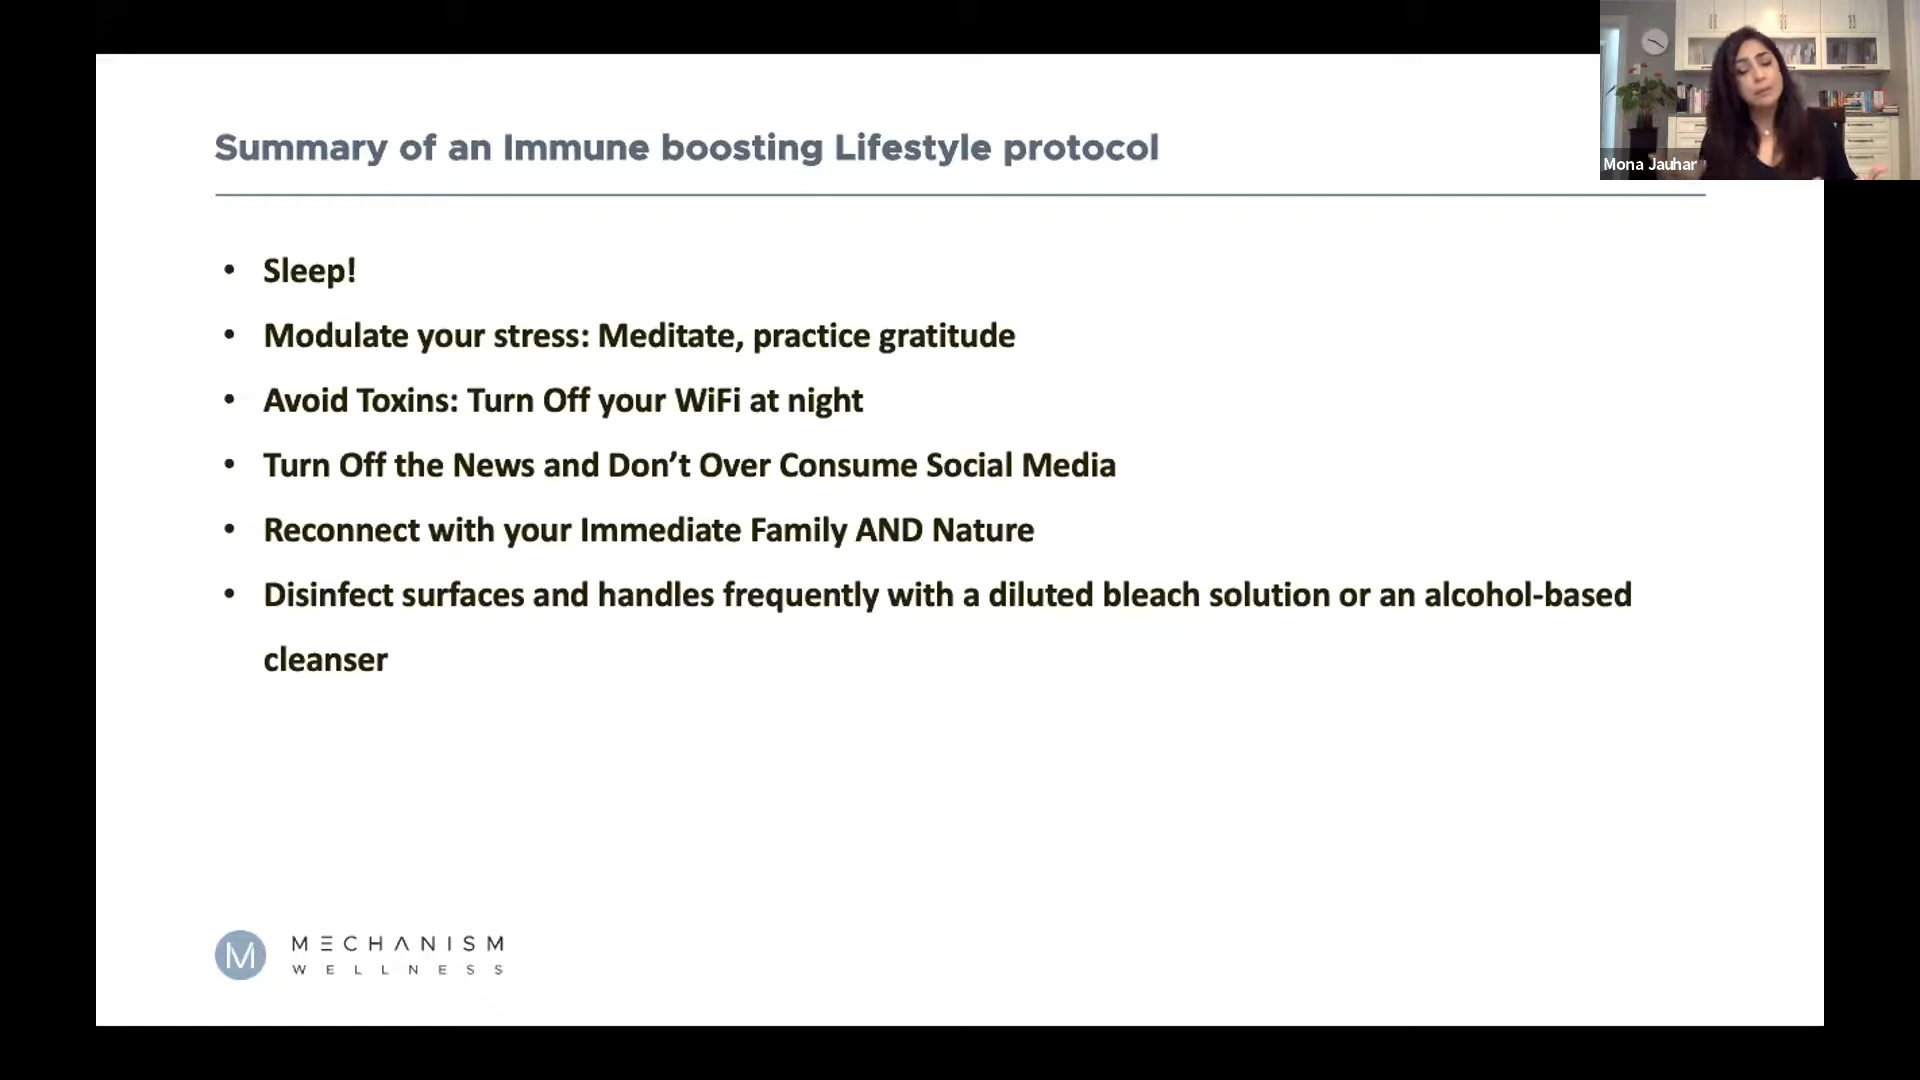 Summary of an Immune boosting Lifestyle protocol
Mona Jauhar
• Sleep!
• Modulate your stress: Meditate, practice gratitude
• Avoid Toxins: Turn Off your WiFi at night
• Turn Off the News and Don’t Over Consume Social Media
• Reconnect with your Immediate Family AND Nature
• Disinfect surfaces and handles frequently with a diluted bleach solution or an alcohol-based
cleanser
M
MECHANISM
WELLNESS